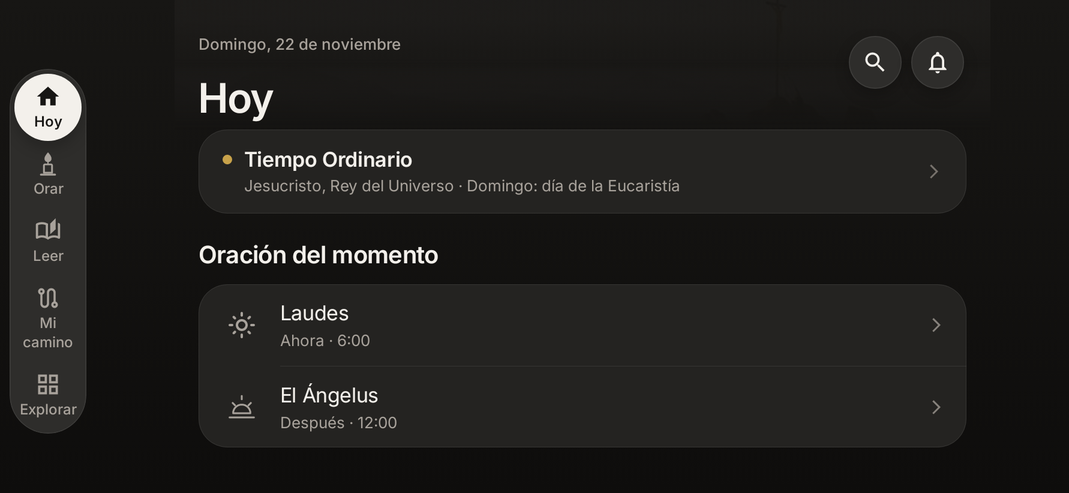 Domingo, 22 de noviembre
Hoy
Hoy
Orar
Leer
Mi
camino
Explorar
Tiempo Ordinario
Jesucristo, Rey del Universo · Domingo: día de la Eucaristía
Oración del momento
Laudes
Ahora · 6:00
El Ángelus
Después · 12:00